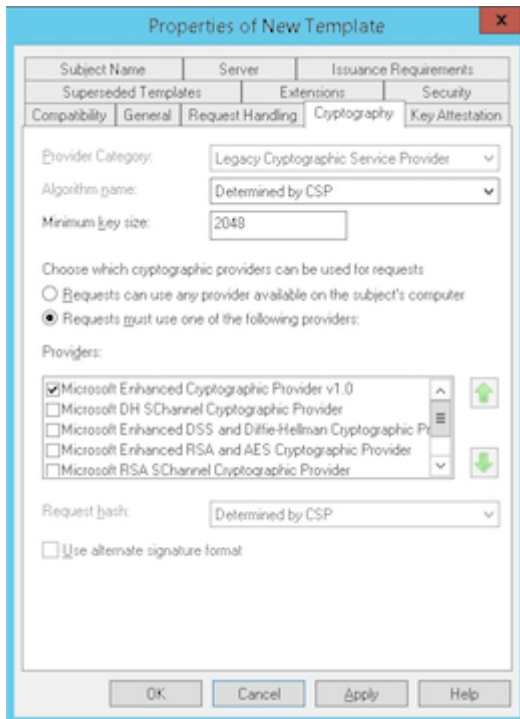 Properties of New Template
x
Subject Name Server Issuance Requirements
Superseded Templates Extensions Security
Compatibility General Request Handling Cryptography Key Attestation
Provider Category: Legacy Cryptographic Service Provider
Algorithm name: Determined by CSP
Minimum key size: 2048
Choose which cryptographic providers can be used for requests
Requests can use any provider available on the subject's computer
Requests must use one of the following providers:
Providers:
Microsoft Enhanced Cryptographic Provider v1.0
Microsoft DH SChannel Cryptographic Provider
Microsoft Enhanced DSS and Diffie-Hellman Cryptographic Pr
Microsoft Enhanced RSA and AES Cryptographic Provider
Microsoft RSA SChannel Cryptographic Provider
Request hash: Determined by CSP
Use alternate signature format
OK Cancel Apply Help